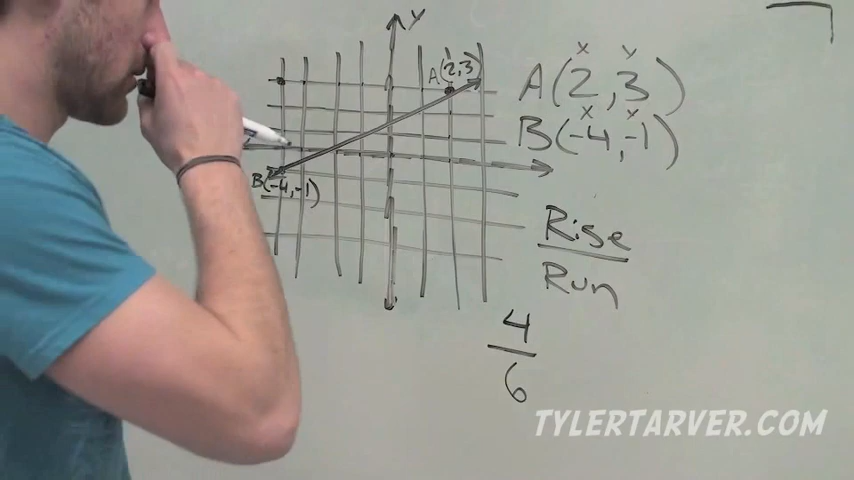 Y
A(2,3)
B(-4,-1)
x y
A(2,3)
x y
B(-4,-1)
Rise
Run
4
6
TYLERTARVER.COM